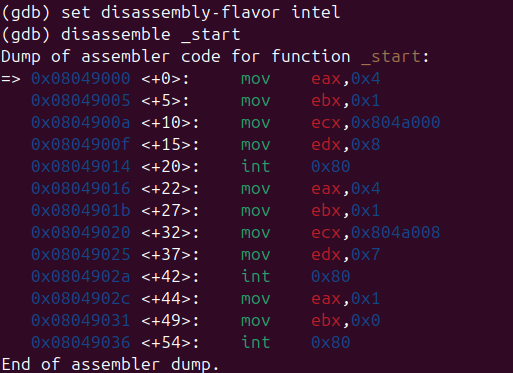 (gdb) set disassembly-flavor intel
(gdb) disassemble _start
Dump of assembler code for function _start:
=> 0x08049000 <+0>:     mov    eax,0x4
   0x08049005 <+5>:     mov    ebx,0x1
   0x0804900a <+10>:    mov    ecx,0x804a000
   0x0804900f <+15>:    mov    edx,0x8
   0x08049014 <+20>:    int    0x80
   0x08049016 <+22>:    mov    eax,0x4
   0x0804901b <+27>:    mov    ebx,0x1
   0x08049020 <+32>:    mov    ecx,0x804a008
   0x08049025 <+37>:    mov    edx,0x7
   0x0804902a <+42>:    int    0x80
   0x0804902c <+44>:    mov    eax,0x1
   0x08049031 <+49>:    mov    ebx,0x0
   0x08049036 <+54>:    int    0x80
End of assembler dump.